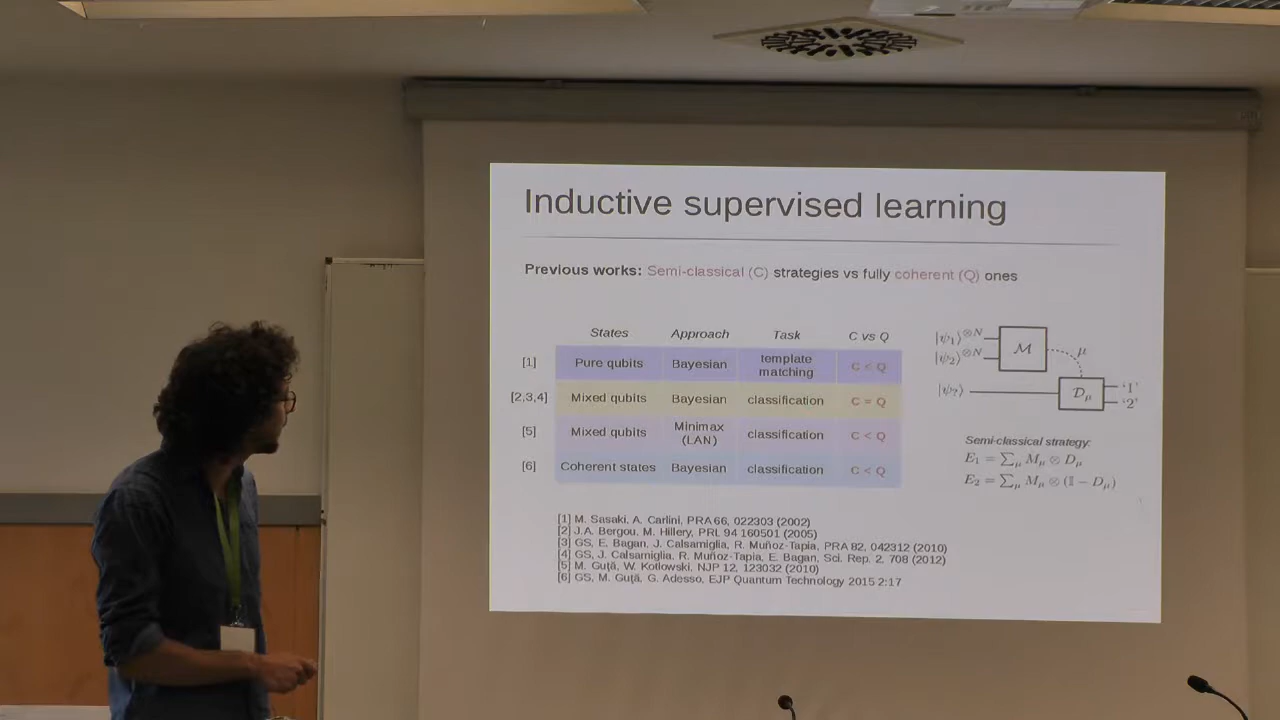 Inductive supervised learning
Previous works: Semi-classical (C) strategies vs fully coherent (Q) ones
States Approach Task C vs Q
[1] Pure qubits Bayesian template matching C < Q
[2,3,4] Mixed qubits Bayesian classification C = Q
[5] Mixed qubits Minimax (LAN) classification C < Q
[6] Coherent states Bayesian classification C < Q
|ψ₁⟩^⊗N
|ψ₂⟩^⊗N
M
μ
|ψ?⟩
D_μ
'1'
'2'
Semi-classical strategy:
E₁ = ∑_μ M_μ ⊗ D_μ
E₂ = ∑_μ M_μ ⊗ (𝟙 − D_μ)
[1] M. Sasaki, A. Carlini, PRA 66, 022303 (2002)
[2] J.A. Bergou, M. Hillery, PRL 94 160501 (2005)
[3] GS, E. Bagan, J. Calsamiglia, R. Muñoz-Tapia, PRA 82, 042312 (2010)
[4] GS, J. Calsamiglia, R. Muñoz-Tapia, E. Bagan, Sci. Rep. 2, 708 (2012)
[5] M. Guţă, W. Kotlowski, NJP 12, 123032 (2010)
[6] GS, M. Guţă, G. Adesso, EJP Quantum Technology 2015 2:17